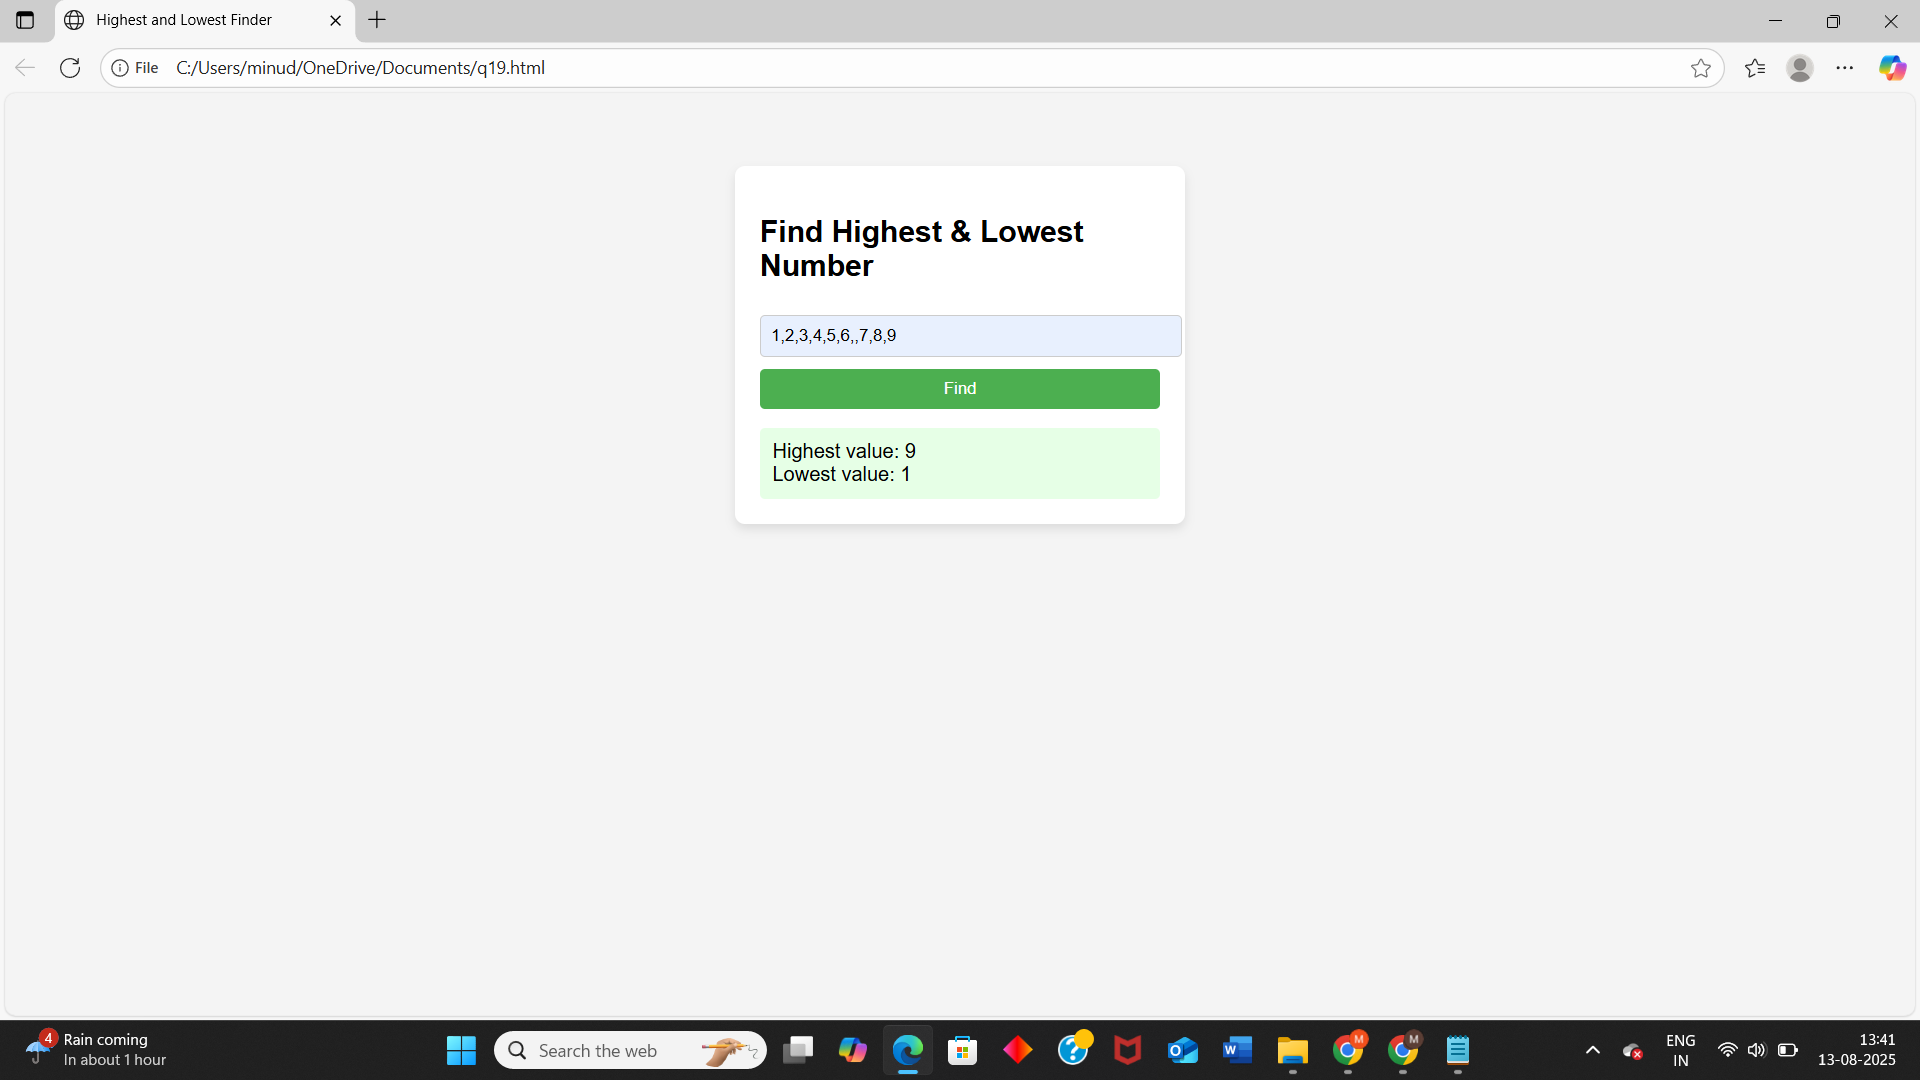 Highest and Lowest Finder
File C:/Users/minud/OneDrive/Documents/q19.html
Find Highest & Lowest
Number
1,2,3,4,5,6,,7,8,9
Find
Highest value: 9
Lowest value: 1
4
Rain coming
In about 1 hour
Search the web
M
M
ENG
IN
13:41
13-08-2025